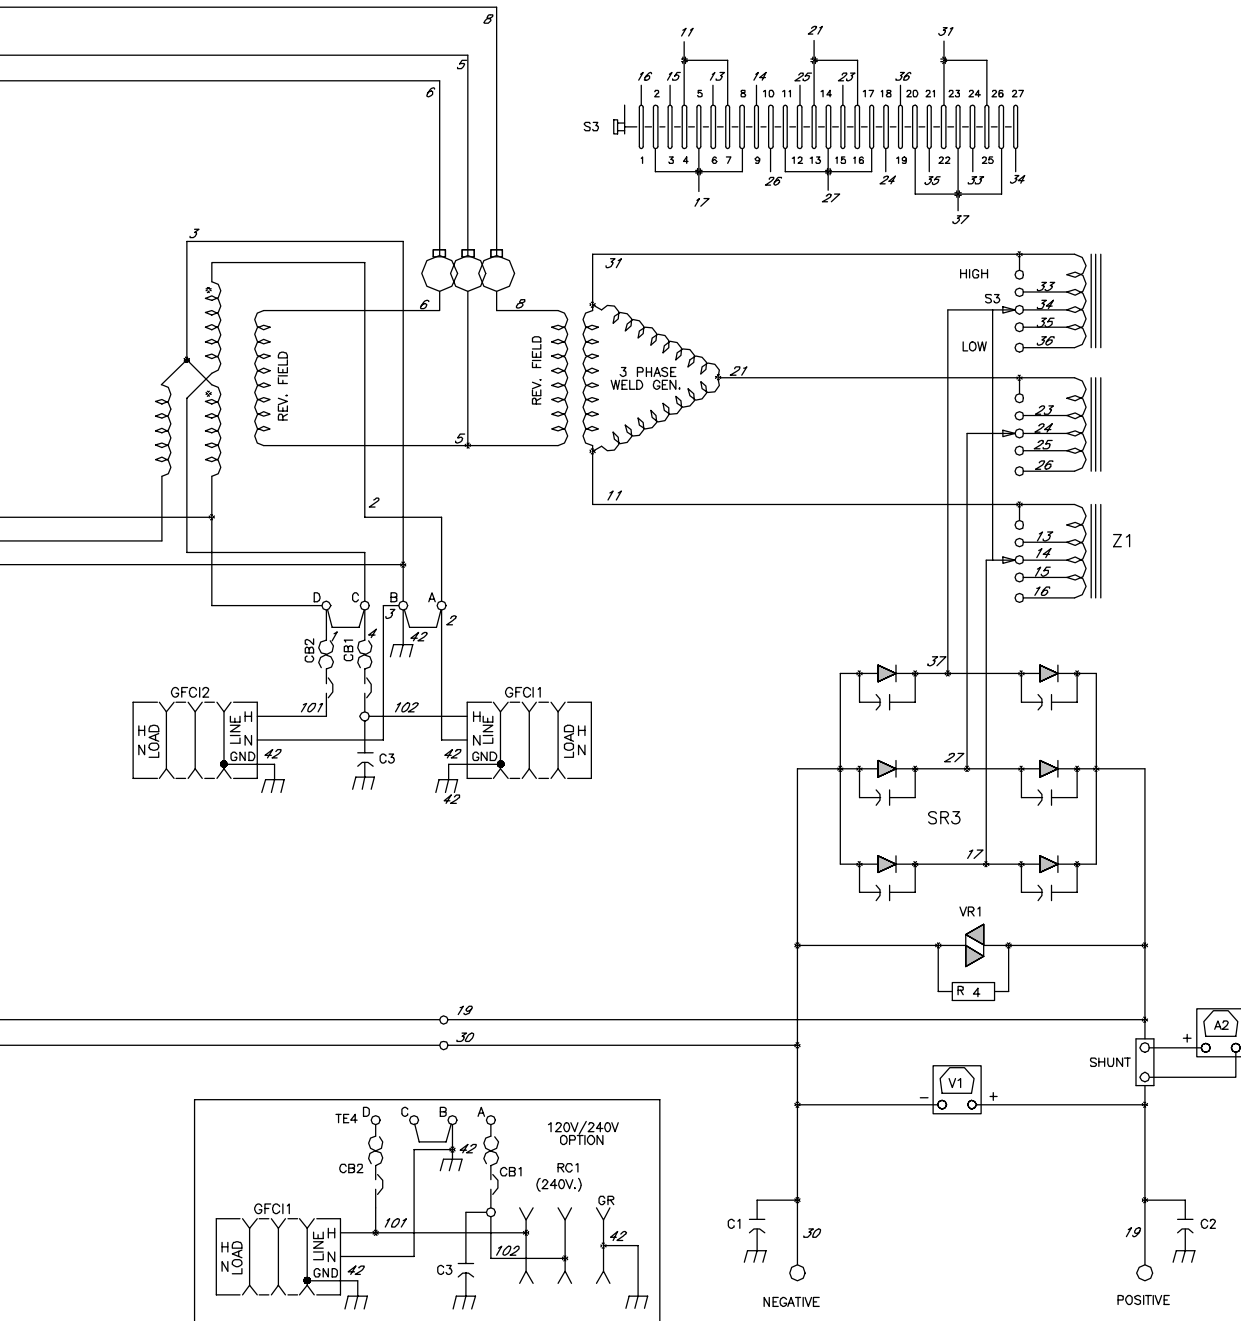 8
5
6
11
21
31
16
15
13
14
25
23
36
2
5
8
10
11
14
17
18
20
21
23
24
26
27
S3
1
3
4
6
7
9
12
13
15
16
19
22
25
26
24
35
33
34
17
27
37
3
31
HIGH
33
S3
34
35
LOW
36
6
8
REV. FIELD
REV. FIELD
3 PHASE
WELD GEN.
21
23
24
25
26
5
2
11
13
14
Z1
15
16
D
C
B
A
3
2
1
4
42
CB2
CB1
37
GFCI2
GFCI1
101
102
H
N
LOAD
LINE
H
N
GND
42
C3
42
H
N
LINE
GND
LOAD
H
N
42
27
SR3
17
VR1
R 4
19
30
A2
+
SHUNT
V1
-
+
TE4
D
C
B
A
120V/240V
OPTION
42
CB2
CB1
RC1
(240V.)
GR
GFCI1
101
102
42
H
N
LOAD
LINE
H
N
GND
42
C3
C1
30
19
C2
NEGATIVE
POSITIVE